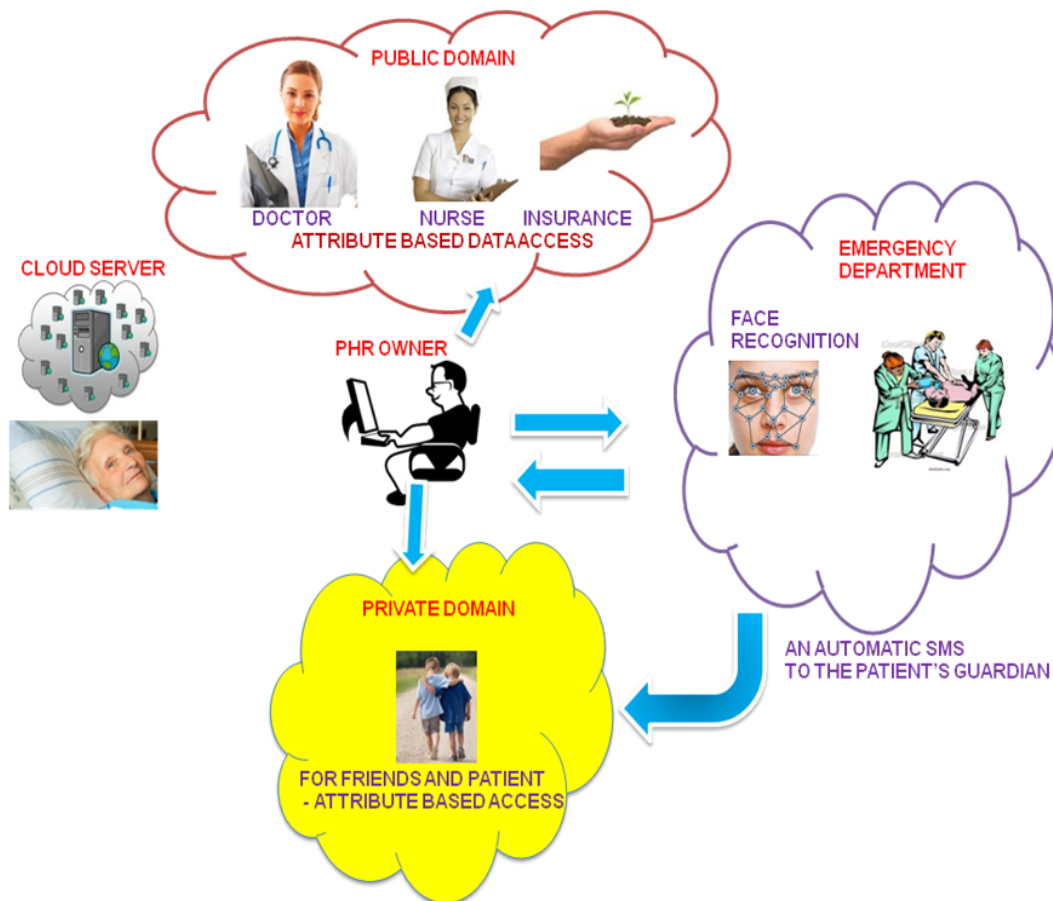 PUBLIC DOMAIN
DOCTOR NURSE INSURANCE
ATTRIBUTE BASED DATAACCESS
CLOUD SERVER
PHR OWNER
EMERGENCY
DEPARTMENT
FACE
RECOGNITION
PRIVATE DOMAIN
FOR FRIENDS AND PATIENT
- ATTRIBUTE BASED ACCESS
AN AUTOMATIC SMS
TO THE PATIENT'S GUARDIAN